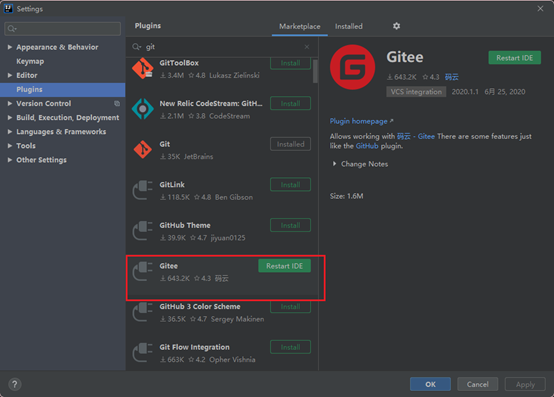 Settings
Appearance & Behavior
Keymap
Editor
Plugins
Version Control
Build, Execution, Deployment
Languages & Frameworks
Tools
Other Settings
Plugins
Marketplace
Installed
git
GitToolBox
3.4M 4.8 Lukasz Zielinski
Install
New Relic CodeStream: GitH...
2.1M 3.8 CodeStream
Install
Git
35K JetBrains
Installed
GitLink
118.5K 4.8 Ben Gibson
Install
GitHub Theme
39.9K 4.7 jiyuan0125
Install
Gitee
643.2K 4.3 码云
Restart IDE
GitHub 3 Color Scheme
36.5K 4.7 Sergey Makinen
Install
Git Flow Integration
663K 4.2 Opher Vishnia
Install
G
Gitee
Restart IDE
643.2K 4.3 码云
VCS integration 2020.1.1 6月 25, 2020
Plugin homepage
Allows working with 码云 - Gitee There are some features just
like the GitHub plugin.
Change Notes
Size: 1.6M
?
OK
Cancel
Apply